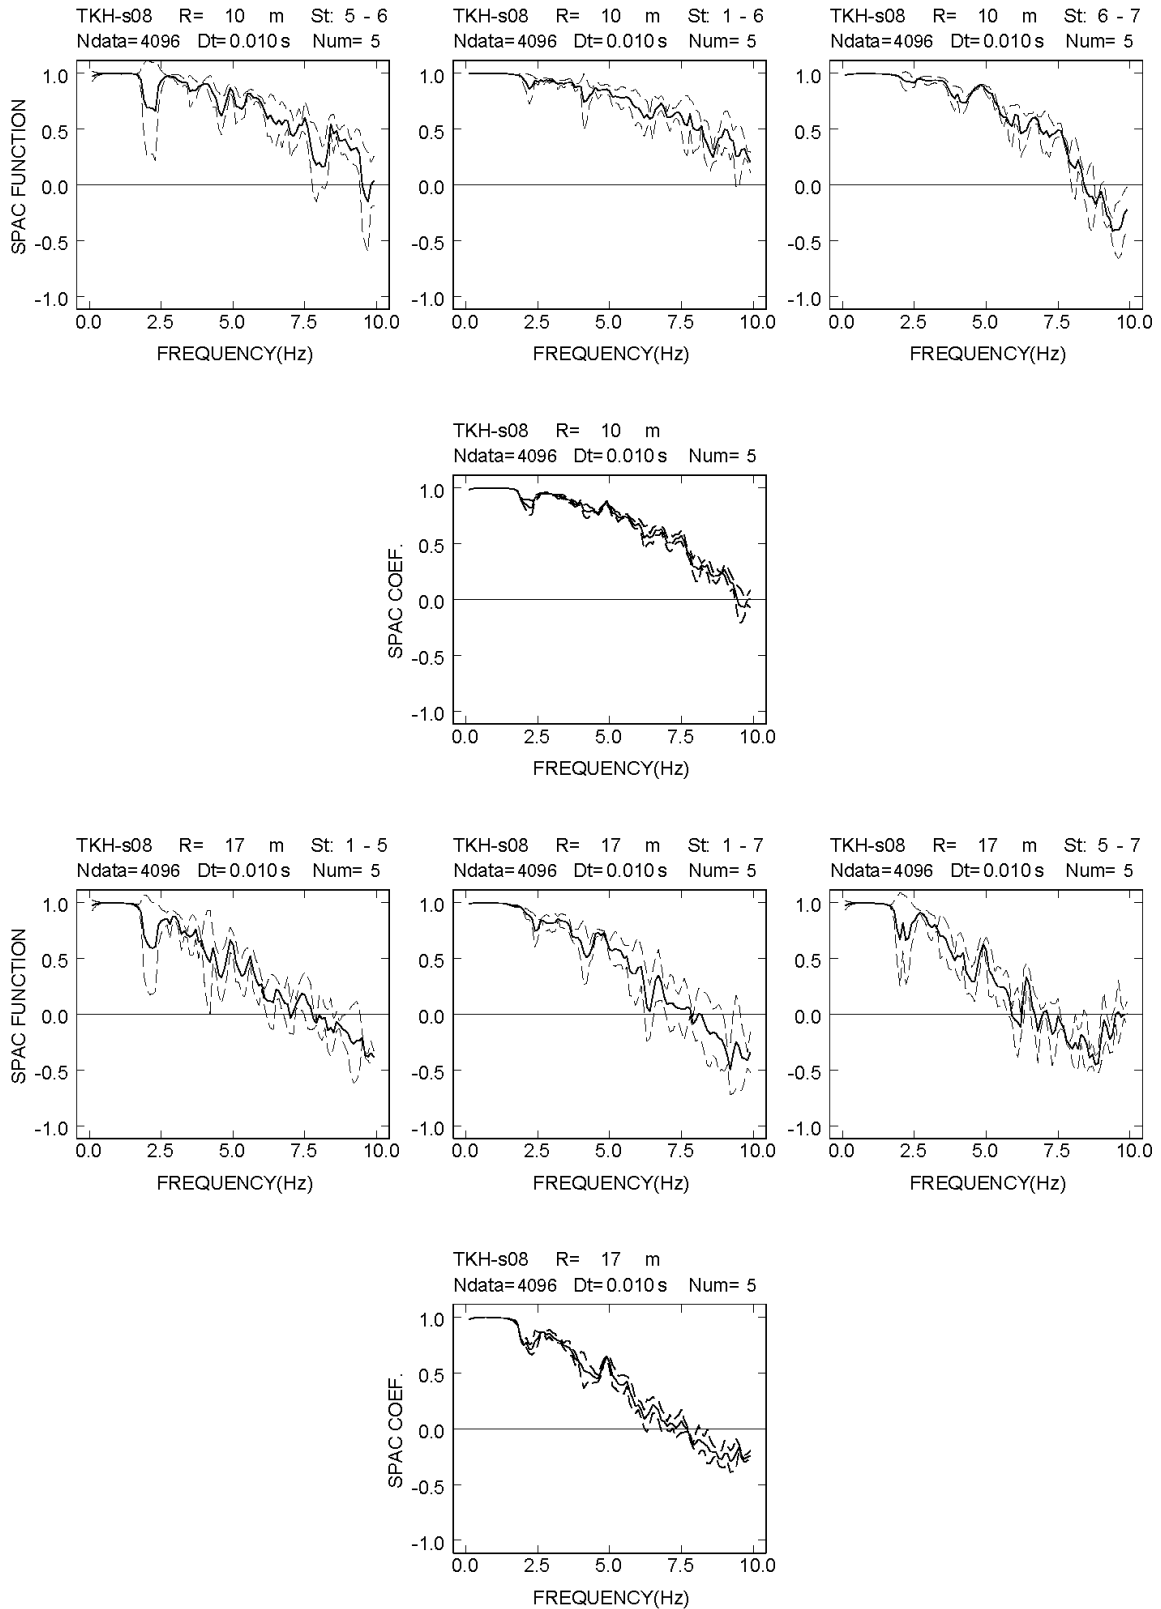 TKH-s08 R= 10 m St: 5 - 6
Ndata=4096 Dt=0.010 s Num= 5
1.0
0.5
0.0
-0.5
-1.0
SPAC FUNCTION
0.0 2.5 5.0 7.5 10.0
FREQUENCY(Hz)
TKH-s08 R= 10 m St: 1 - 6
Ndata=4096 Dt=0.010 s Num= 5
1.0
0.5
0.0
-0.5
-1.0
0.0 2.5 5.0 7.5 10.0
FREQUENCY(Hz)
TKH-s08 R= 10 m St: 6 - 7
Ndata=4096 Dt=0.010 s Num= 5
1.0
0.5
0.0
-0.5
-1.0
0.0 2.5 5.0 7.5 10.0
FREQUENCY(Hz)
TKH-s08 R= 10 m
Ndata=4096 Dt=0.010 s Num= 5
1.0
0.5
0.0
-0.5
-1.0
SPAC COEF.
0.0 2.5 5.0 7.5 10.0
FREQUENCY(Hz)
TKH-s08 R= 17 m St: 1 - 5
Ndata=4096 Dt=0.010 s Num= 5
1.0
0.5
0.0
-0.5
-1.0
SPAC FUNCTION
0.0 2.5 5.0 7.5 10.0
FREQUENCY(Hz)
TKH-s08 R= 17 m St: 1 - 7
Ndata=4096 Dt=0.010 s Num= 5
1.0
0.5
0.0
-0.5
-1.0
0.0 2.5 5.0 7.5 10.0
FREQUENCY(Hz)
TKH-s08 R= 17 m St: 5 - 7
Ndata=4096 Dt=0.010 s Num= 5
1.0
0.5
0.0
-0.5
-1.0
0.0 2.5 5.0 7.5 10.0
FREQUENCY(Hz)
TKH-s08 R= 17 m
Ndata=4096 Dt=0.010 s Num= 5
1.0
0.5
0.0
-0.5
-1.0
SPAC COEF.
0.0 2.5 5.0 7.5 10.0
FREQUENCY(Hz)